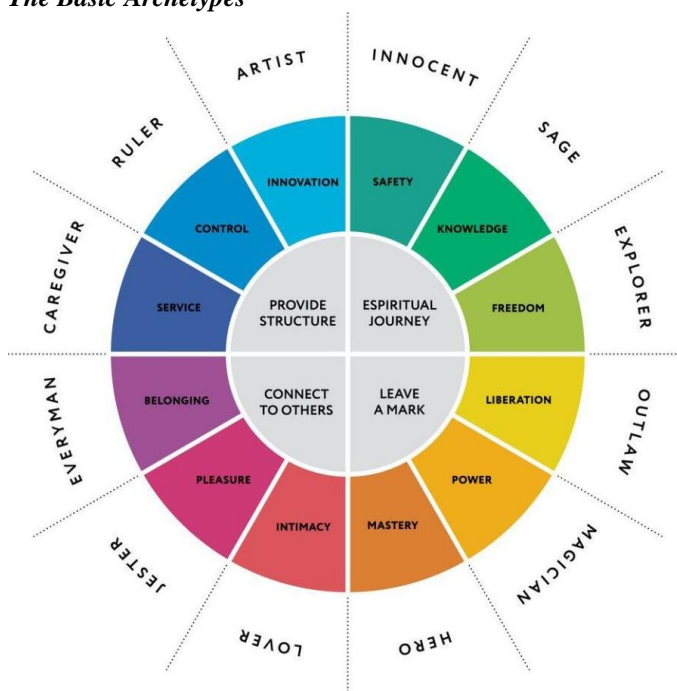 The Basic Archetypes
ARTIST
INNOCENT
RULER
SAGE
INNOVATION
SAFETY
CONTROL
KNOWLEDGE
CAREGIVER
EXPLORER
SERVICE
PROVIDE
STRUCTURE
ESPIRITUAL
JOURNEY
FREEDOM
EVERYMAN
BELONGING
CONNECT
TO OTHERS
LEAVE
A MARK
LIBERATION
OUTLAW
PLEASURE
POWER
INTIMACY
MASTERY
JESTER
MAGICIAN
LOVER
HERO